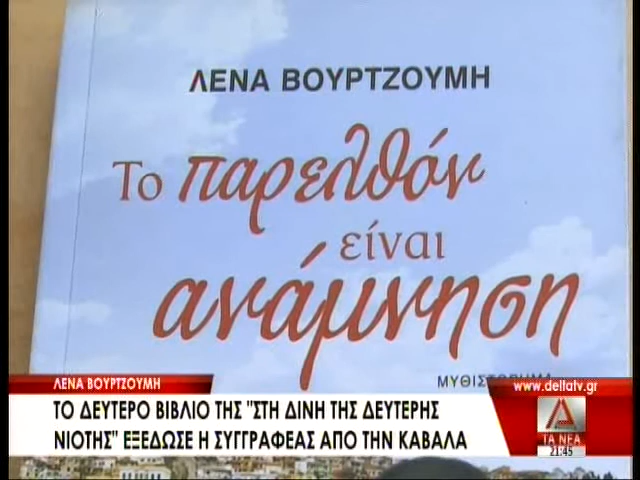 ΛΕΝΑ ΒΟΥΡΤΖΟΥΜΗ
Το παρελθόν
είναι
ανάμνηση
ΜΥΘΙΣΤΟΡΗΜΑ
ΛΕΝΑ ΒΟΥΡΤΖΟΥΜΗ
www.deltatv.gr
ΤΟ ΔΕΥΤΕΡΟ ΒΙΒΛΙΟ ΤΗΣ "ΣΤΗ ΔΙΝΗ ΤΗΣ ΔΕΥΤΕΡΗΣ
ΝΙΟΤΗΣ" ΕΞΕΔΩΣΕ Η ΣΥΓΓΡΑΦΕΑΣ ΑΠΟ ΤΗΝ ΚΑΒΑΛΑ
ΤΑ ΝΕΑ
21:45